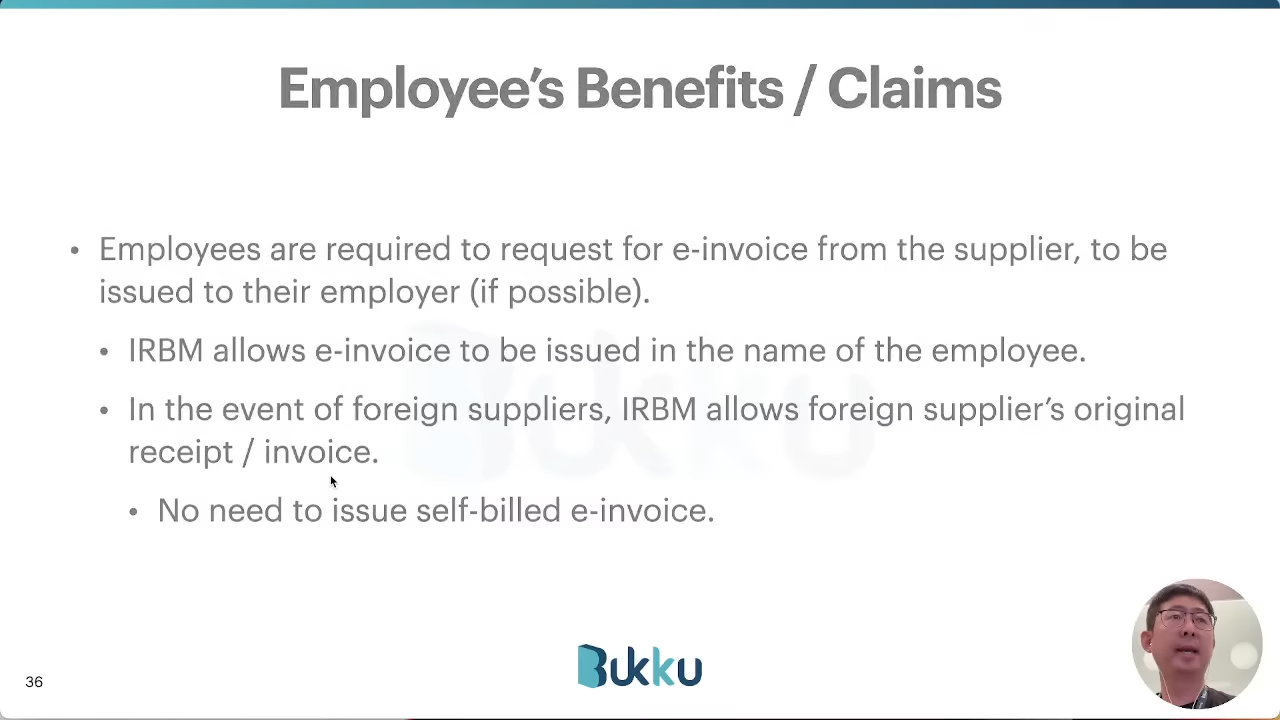 Employee's Benefits / Claims
• Employees are required to request for e-invoice from the supplier, to be
issued to their employer (if possible).
• IRBM allows e-invoice to be issued in the name of the employee.
• In the event of foreign suppliers, IRBM allows foreign supplier's original
receipt / invoice.
• No need to issue self-billed e-invoice.
Bukku
36